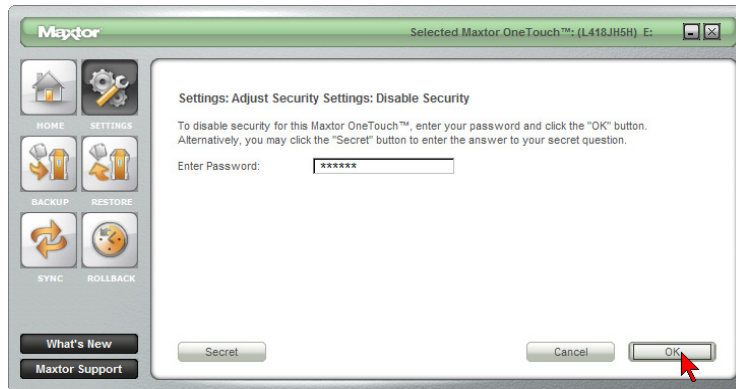 Maxtor
Selected Maxtor OneTouch™: (L418JH5H) E:
HOME SETTINGS
BACKUP RESTORE
SYNC ROLLBACK
What's New
Maxtor Support
Settings: Adjust Security Settings: Disable Security
To disable security for this Maxtor OneTouch™, enter your password and click the "OK" button.
Alternatively, you may click the "Secret" button to enter the answer to your secret question.
Enter Password: ******
Secret
Cancel
OK